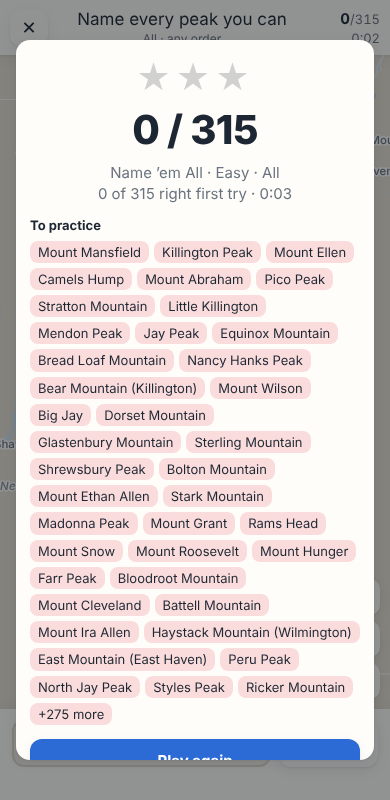 Name every peak you can
0/315
All · any order
0:02
0 / 315
Name 'em All · Easy · All
0 of 315 right first try · 0:03
To practice
Mount Mansfield Killington Peak Mount Ellen
Camels Hump Mount Abraham Pico Peak
Stratton Mountain Little Killington
Mendon Peak Jay Peak Equinox Mountain
Bread Loaf Mountain Nancy Hanks Peak
Bear Mountain (Killington) Mount Wilson
Big Jay Dorset Mountain
Glastenbury Mountain Sterling Mountain
Shrewsbury Peak Bolton Mountain
Mount Ethan Allen Stark Mountain
Madonna Peak Mount Grant Rams Head
Mount Snow Mount Roosevelt Mount Hunger
Farr Peak Bloodroot Mountain
Mount Cleveland Battell Mountain
Mount Ira Allen Haystack Mountain (Wilmington)
East Mountain (East Haven) Peru Peak
North Jay Peak Styles Peak Ricker Mountain
+275 more
Play again